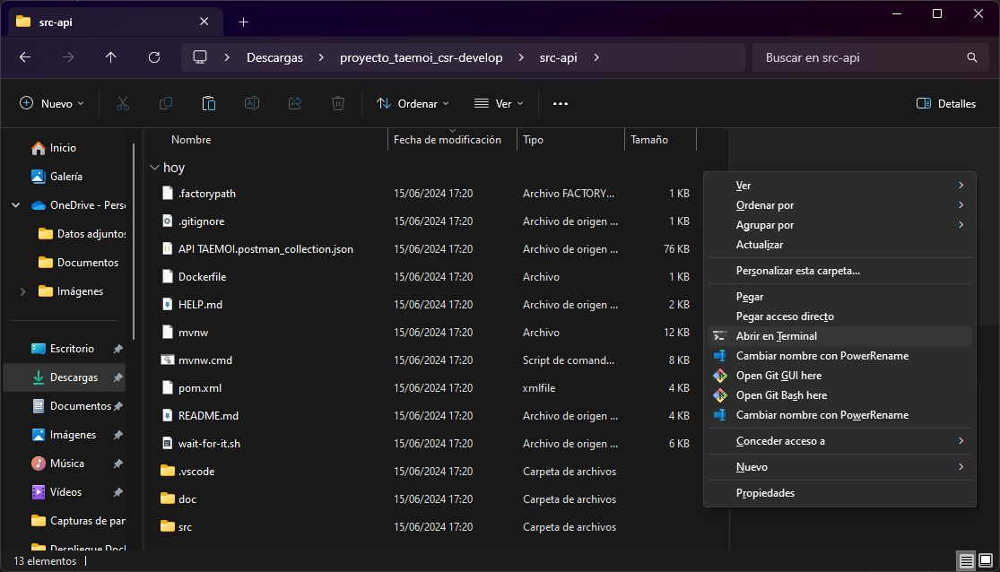 src-api
Descargas
proyecto_taemoi_csr-develop
src-api
Buscar en src-api
Nuevo
Ordenar
Ver
Detalles
Inicio
Galería
OneDrive - Perso
Datos adjuntos
Documentos
Imágenes
Escritorio
Descargas
Documentos
Imágenes
Música
Vídeos
Capturas de pan
Despliegue Doc
Nombre Fecha de modificación Tipo Tamaño
hoy
.factorypath 15/06/2024 17:20 Archivo FACTORY... 1 KB
.gitignore 15/06/2024 17:20 Archivo de origen ... 1 KB
API TAEMOI.postman_collection.json 15/06/2024 17:20 Archivo de origen ... 76 KB
Dockerfile 15/06/2024 17:20 Archivo 1 KB
HELP.md 15/06/2024 17:20 Archivo de origen ... 2 KB
mvnw 15/06/2024 17:20 Archivo 12 KB
mvnw.cmd 15/06/2024 17:20 Script de comand... 8 KB
pom.xml 15/06/2024 17:20 xmlfile 4 KB
README.md 15/06/2024 17:20 Archivo de origen ... 4 KB
wait-for-it.sh 15/06/2024 17:20 Archivo de origen ... 6 KB
.vscode 15/06/2024 17:20 Carpeta de archivos
doc 15/06/2024 17:20 Carpeta de archivos
src 15/06/2024 17:20 Carpeta de archivos
Ver
Ordenar por
Agrupar por
Actualizar
Personalizar esta carpeta...
Pegar
Pegar acceso directo
Abrir en Terminal
Cambiar nombre con PowerRename
Open Git GUI here
Open Git Bash here
Cambiar nombre con PowerRename
Conceder acceso a
Nuevo
Propiedades
13 elementos